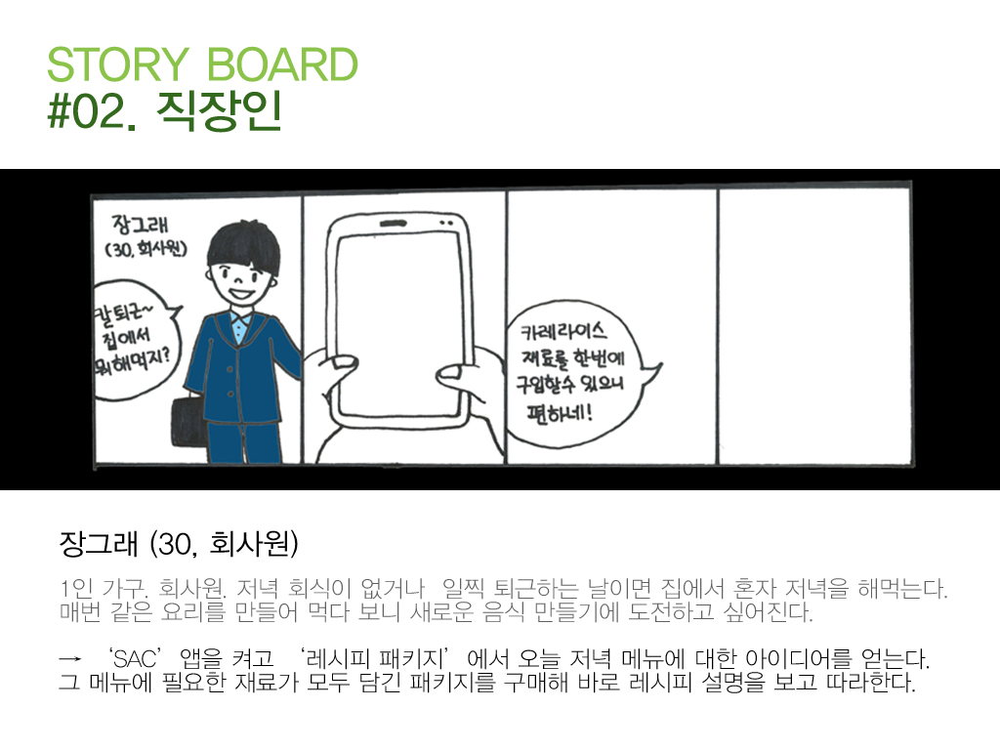 STORY BOARD
#02. 직장인
장그래
(30, 회사원)
칼퇴근~
집에서
뭐해먹지?
카레라이스
재료를 한번에
구입할수 있으니
편하네!
장그래 (30, 회사원)
1인 가구. 회사원. 저녁 회식이 없거나 일찍 퇴근하는 날이면 집에서 혼자 저녁을 해먹는다.
매번 같은 요리를 만들어 먹다 보니 새로운 음식 만들기에 도전하고 싶어진다.
→ ‘SAC’ 앱을 켜고 ‘레시피 패키지’ 에서 오늘 저녁 메뉴에 대한 아이디어를 얻는다.
그 메뉴에 필요한 재료가 모두 담긴 패키지를 구매해 바로 레시피 설명을 보고 따라한다.